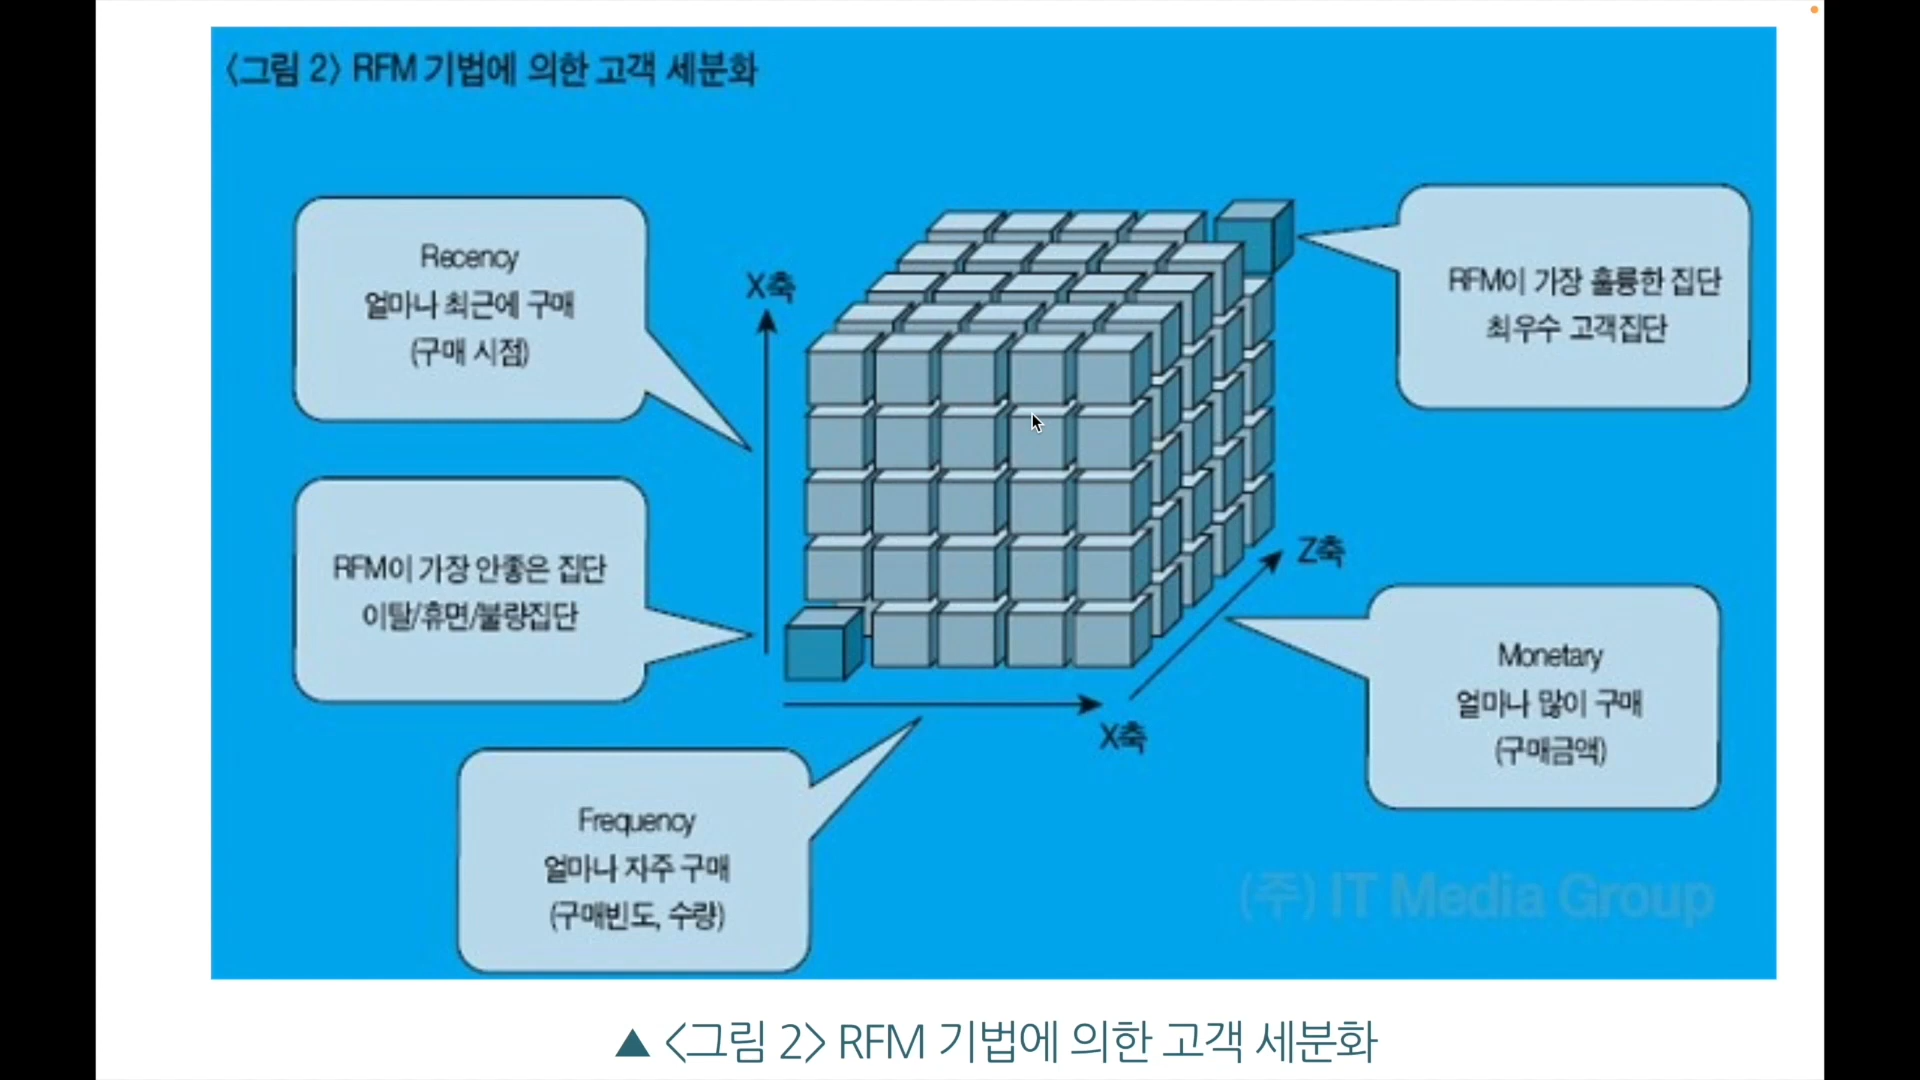 <그림 2> RFM 기법에 의한 고객 세분화
Recency
얼마나 최근에 구매
(구매 시점)
X축
RFM이 가장 훌륭한 집단
최우수 고객집단
RFM이 가장 안좋은 집단
이탈/휴면/불량집단
Z축
Monetary
얼마나 많이 구매
(구매금액)
X축
Frequency
얼마나 자주 구매
(구매빈도, 수량)
(주) IT Media Group
▲ <그림 2> RFM 기법에 의한 고객 세분화